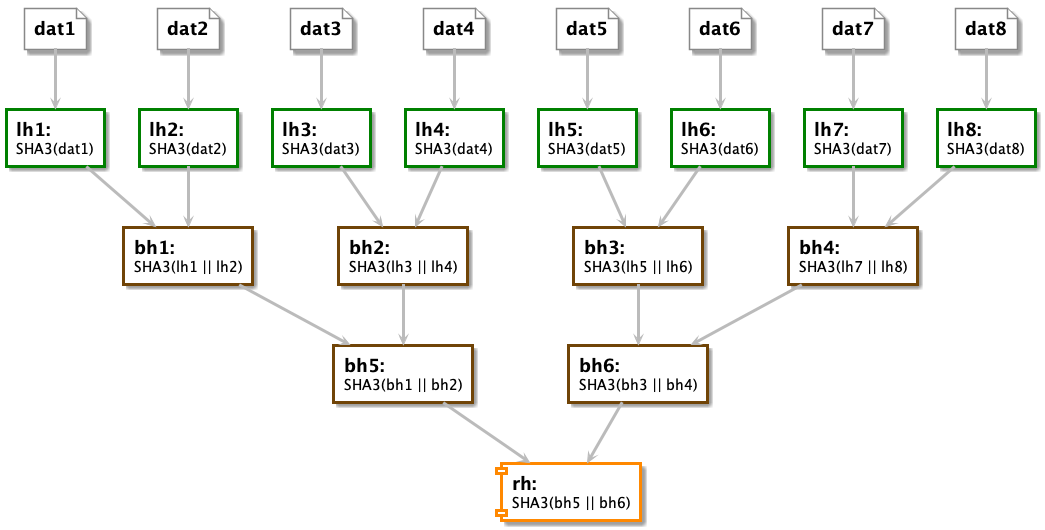 dat1
dat2
dat3
dat4
dat5
dat6
dat7
dat8
lh1:
SHA3(dat1)
lh2:
SHA3(dat2)
lh3:
SHA3(dat3)
lh4:
SHA3(dat4)
lh5:
SHA3(dat5)
lh6:
SHA3(dat6)
lh7:
SHA3(dat7)
lh8:
SHA3(dat8)
bh1:
SHA3(lh1 || lh2)
bh2:
SHA3(lh3 || lh4)
bh3:
SHA3(lh5 || lh6)
bh4:
SHA3(lh7 || lh8)
bh5:
SHA3(bh1 || bh2)
bh6:
SHA3(bh3 || bh4)
rh:
SHA3(bh5 || bh6)